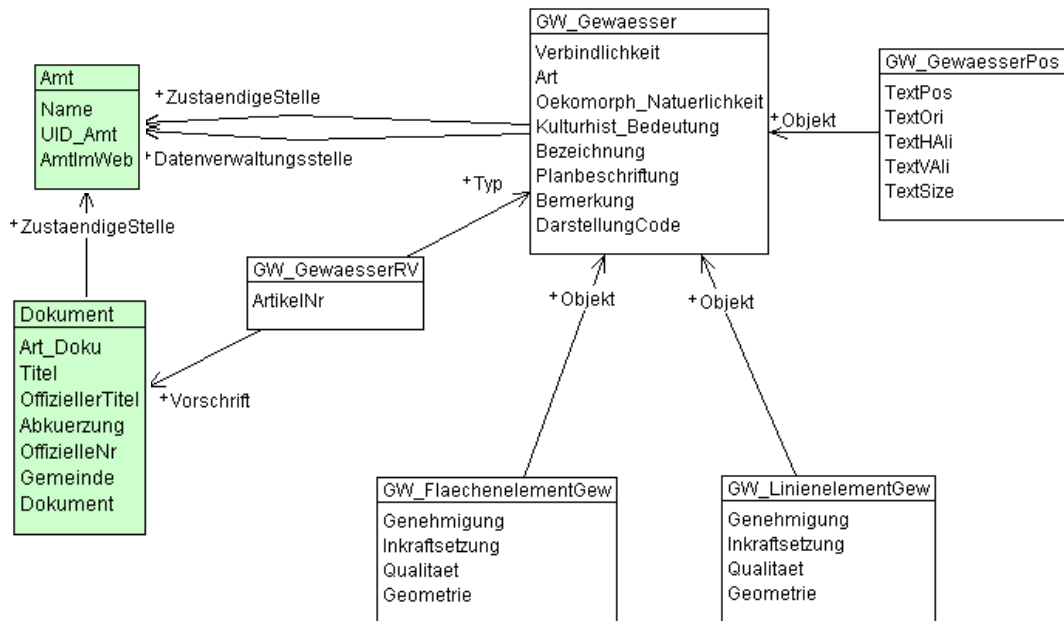 GW_Gewaesser
Verbindlichkeit
Art
Oekomorph_Natuerlichkeit
Kulturhist_Bedeutung
Bezeichnung
Planbeschriftung
Bemerkung
DarstellungCode
GW_GewaesserPos
TextPos
TextOri
TextHAli
TextVAli
TextSize
Amt
Name
UID_Amt
AmtImWeb
+ZustaendigeStelle
+Datenverwaltungsstelle
+Objekt
+Typ
+ZustaendigeStelle
GW_GewaesserRV
ArtikelNr
+Objekt
+Objekt
Dokument
Art_Doku
Titel
OffiziellerTitel
Abkuerzung
OffizielleNr
Gemeinde
Dokument
+Vorschrift
GW_FlaechenelementGew
Genehmigung
Inkraftsetzung
Qualitaet
Geometrie
GW_LinienelementGew
Genehmigung
Inkraftsetzung
Qualitaet
Geometrie